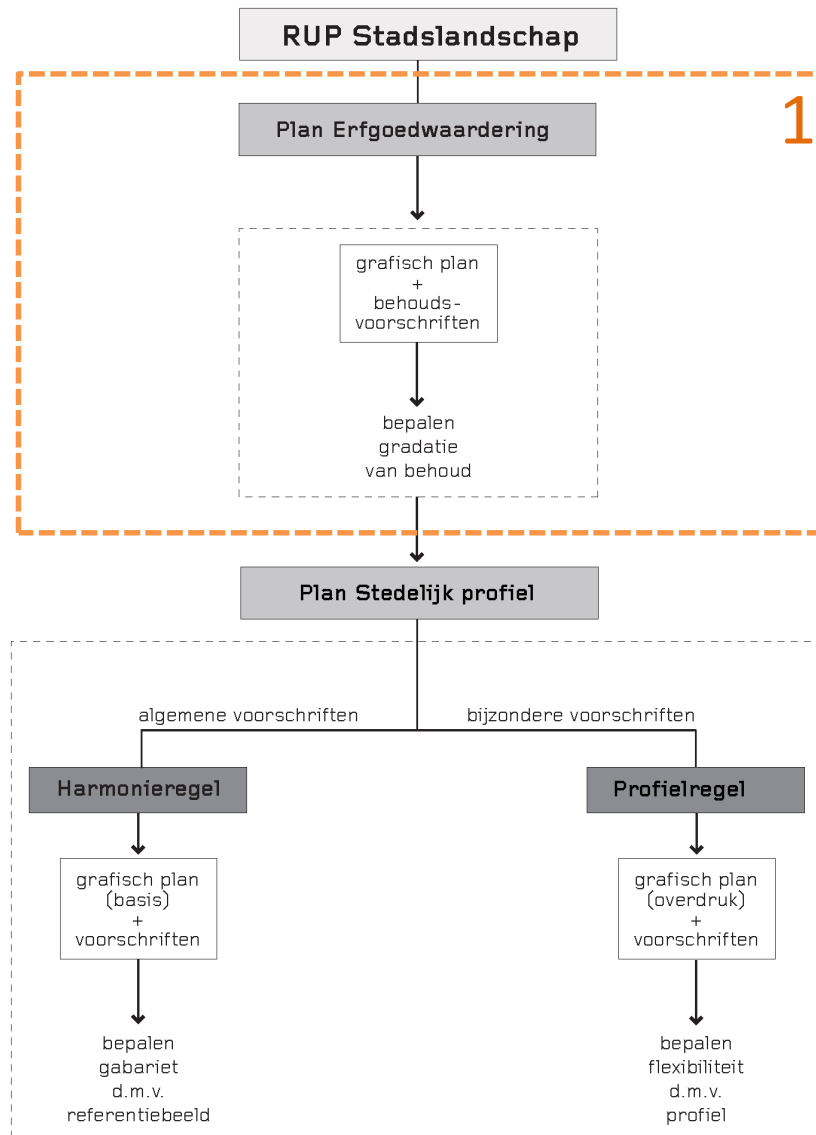 RUP Stadslandschap
1
Plan Erfgoedwaardering
grafisch plan
+
behouds-
voorschriften
bepalen
gradatie
van behoud
Plan Stedelijk profiel
algemene voorschriften
bijzondere voorschriften
Harmonieregel
grafisch plan
(basis)
+
voorschriften
bepalen
gabariet
d.m.v.
referentiebeeld
Profielregel
grafisch plan
(overdruk)
+
voorschriften
bepalen
flexibiliteit
d.m.v.
profiel